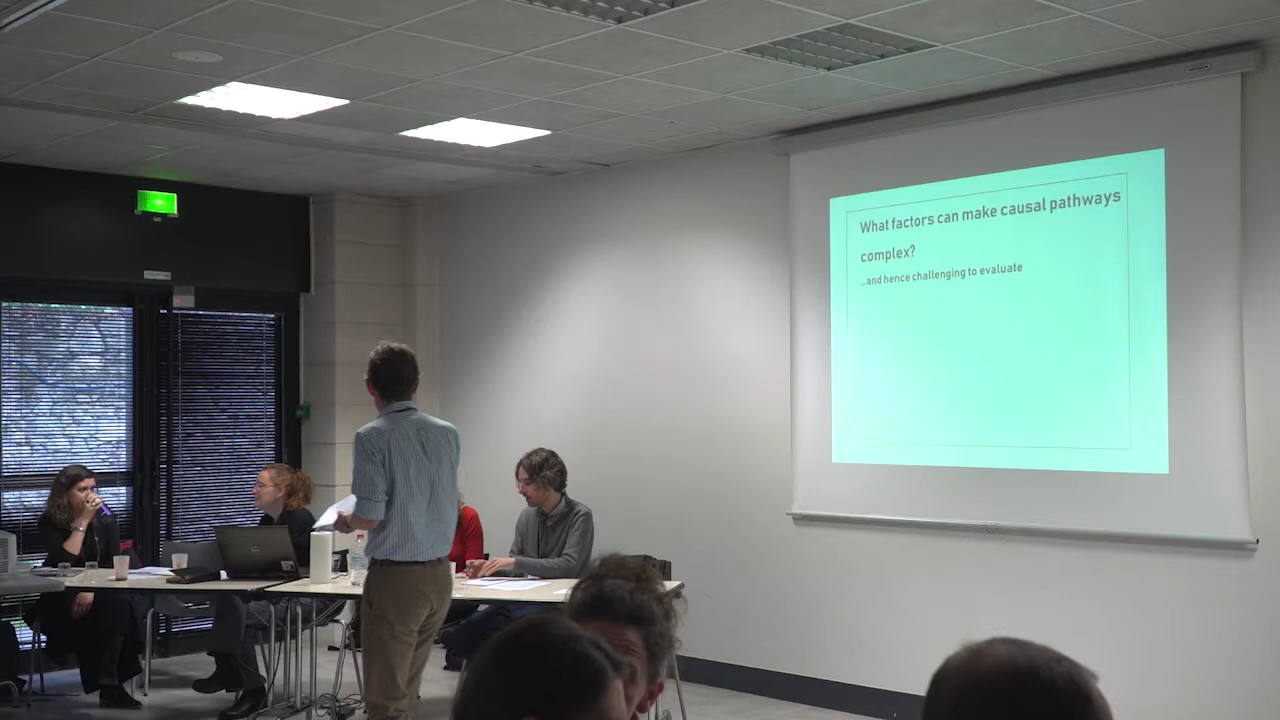 What factors can make causal pathways
complex?
...and hence challenging to evaluate